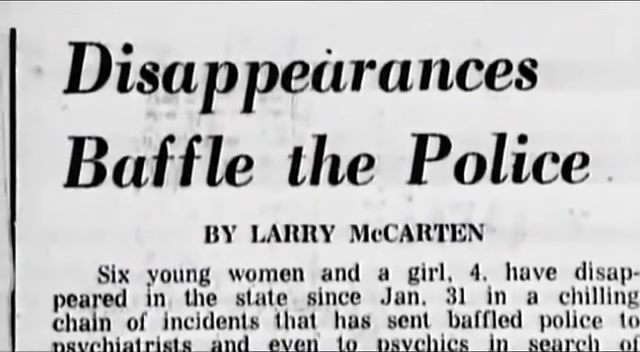 Disappearances
Baffle the Police
BY LARRY McCARTEN
Six young women and a girl, 4, have disap-
peared in the state since Jan. 31 in a chilling
chain of incidents that has sent baffled police to
psychiatrists and even to psychics in search of